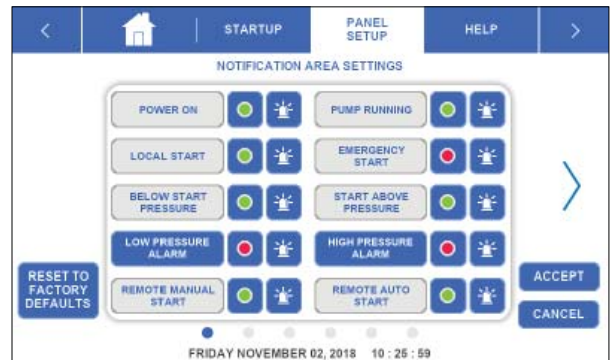 STARTUP
PANEL
SETUP
HELP
NOTIFICATION AREA SETTINGS
POWER ON
PUMP RUNNING
LOCAL START
EMERGENCY
START
BELOW START
PRESSURE
START ABOVE
PRESSURE
LOW PRESSURE
ALARM
HIGH PRESSURE
ALARM
REMOTE MANUAL
START
REMOTE AUTO
START
RESET TO
FACTORY
DEFAULTS
ACCEPT
CANCEL
FRIDAY NOVEMBER 02, 2018 10 : 25 : 59